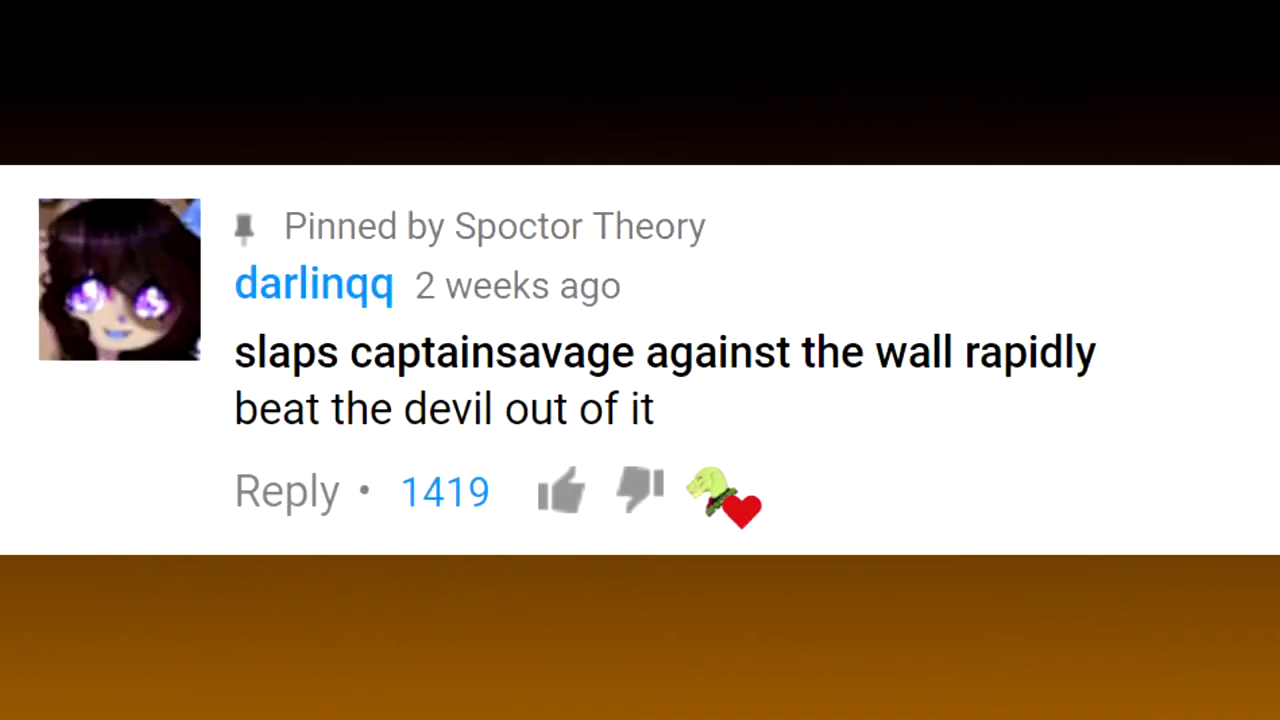 Pinned by Spoctor Theory
darlinqq 2 weeks ago
slaps captainsavage against the wall rapidly
beat the devil out of it
Reply • 1419